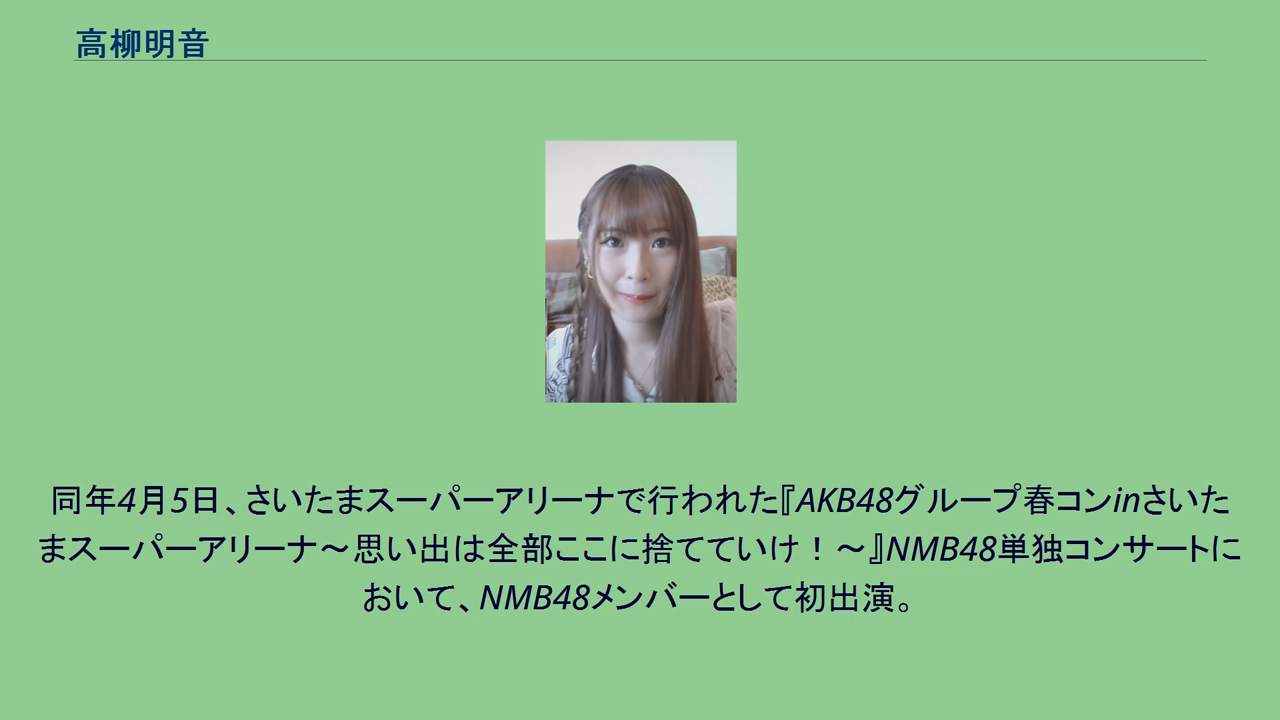 高柳明音
同年4月5日、さいたまスーパーアリーナで行われた『AKB48グループ春コンinさいた
まスーパーアリーナ～思い出は全部ここに捨てていけ！～』NMB48単独コンサートに
おいて、NMB48メンバーとして初出演。